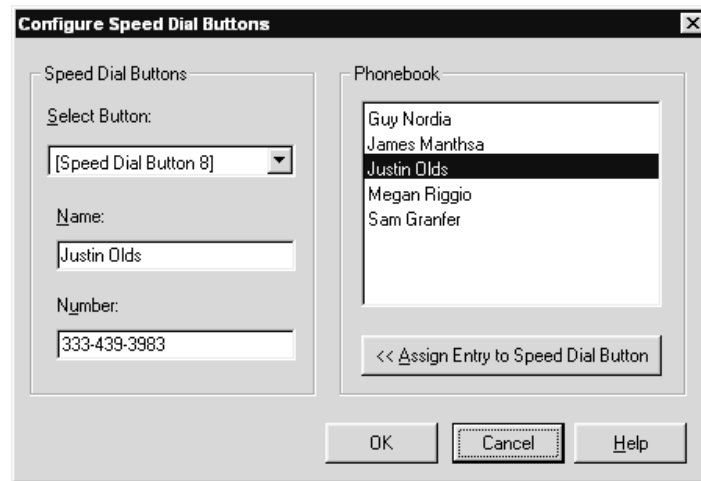 Configure Speed Dial Buttons
Speed Dial Buttons
Select Button:
[Speed Dial Button 8]
Name:
Justin Olds
Number:
333-439-3983
Phonebook
Guy Nordia
James Manthsa
Justin Olds
Megan Riggio
Sam Granfer
<< Assign Entry to Speed Dial Button
OK
Cancel
Help